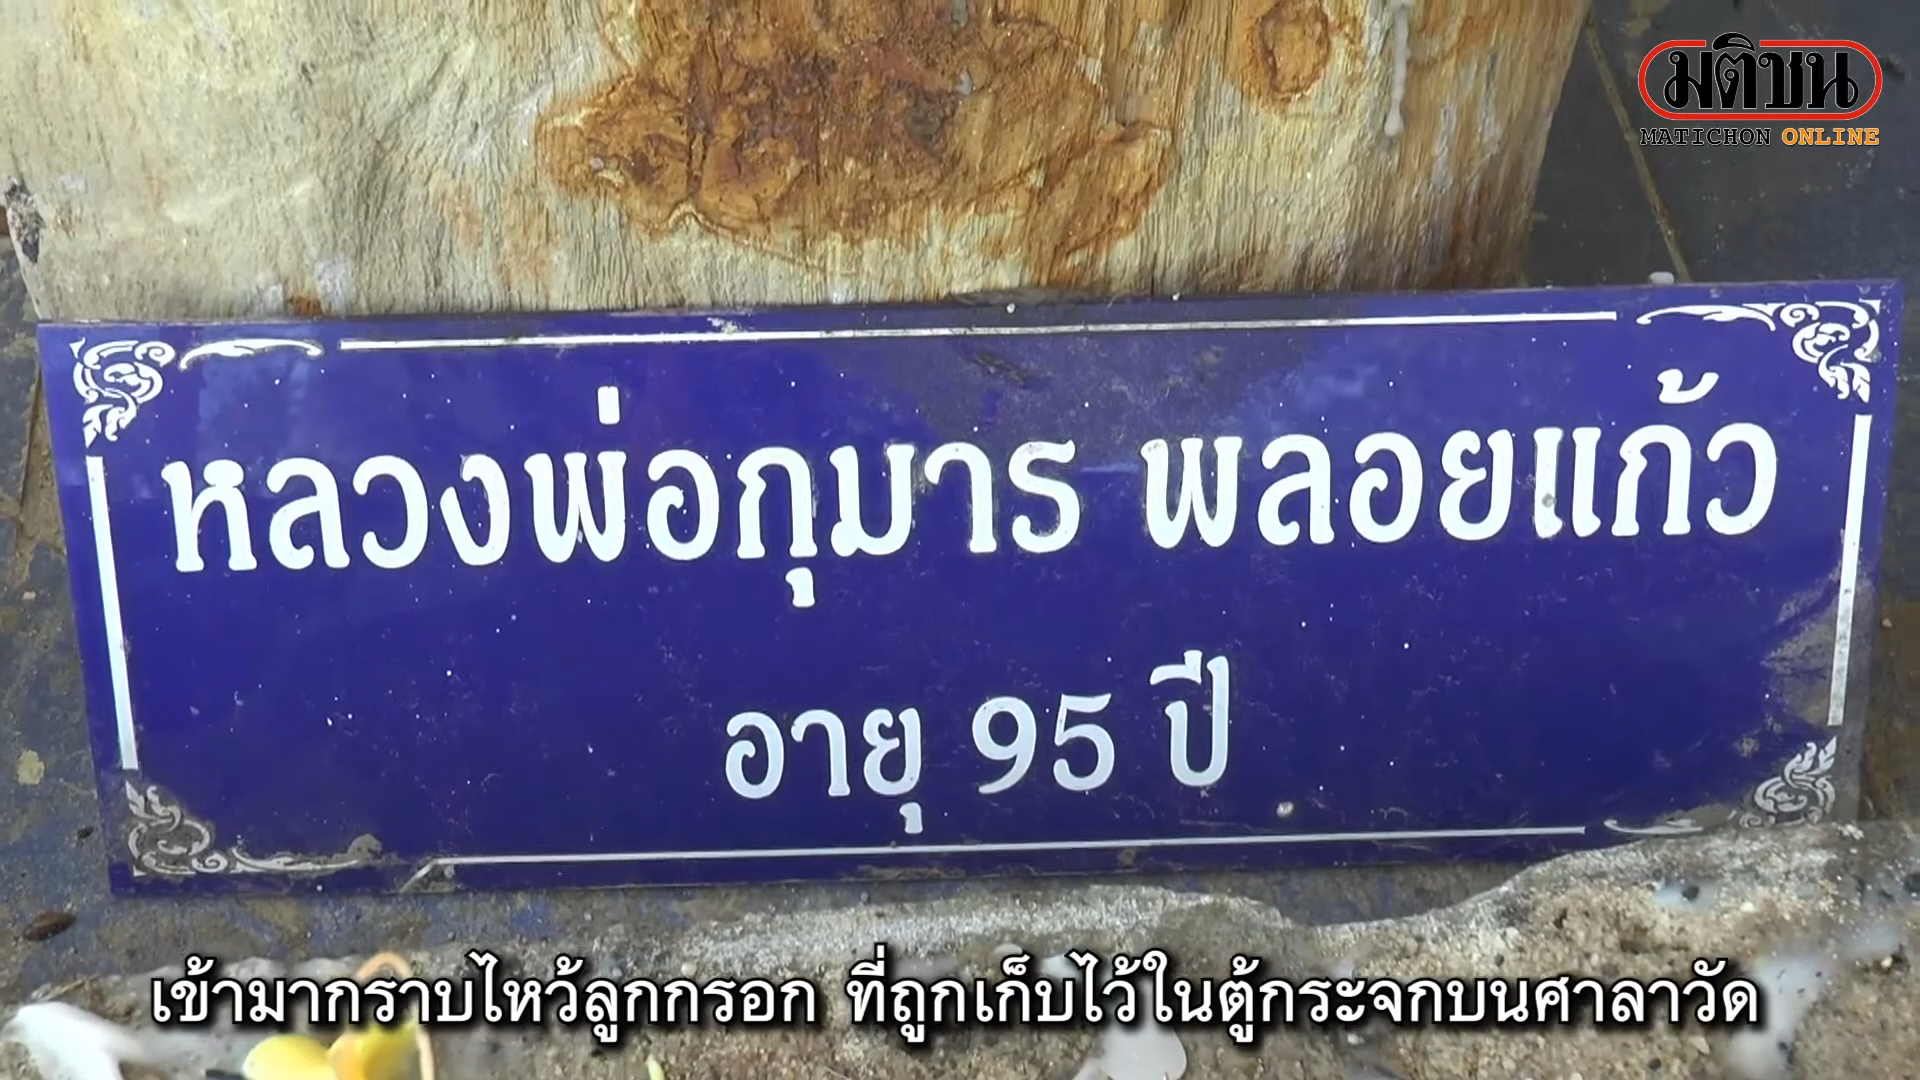 มติชน
MATICHON ONLINE
หลวงพ่อกุมาร พลอยแก้ว
อายุ 95 ปี
เข้ามากราบไหว้ลูกกรอก ที่ถูกเก็บไว้ในตู้กระจกบนศาลาวัด